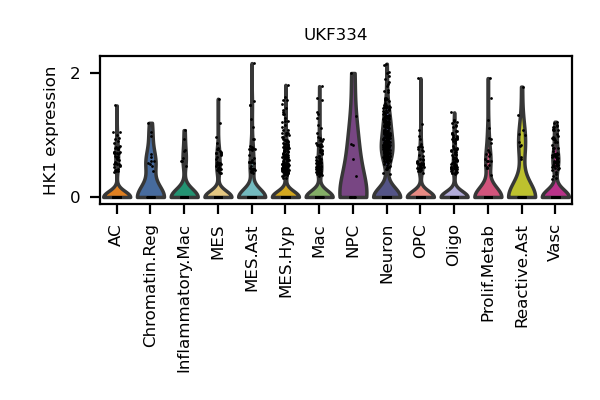 UKF334
HK1 expression
2
0
AC
Chromatin.Reg
Inflammatory.Mac
MES
MES.Ast
MES.Hyp
Mac
NPC
Neuron
OPC
Oligo
Prolif.Metab
Reactive.Ast
Vasc